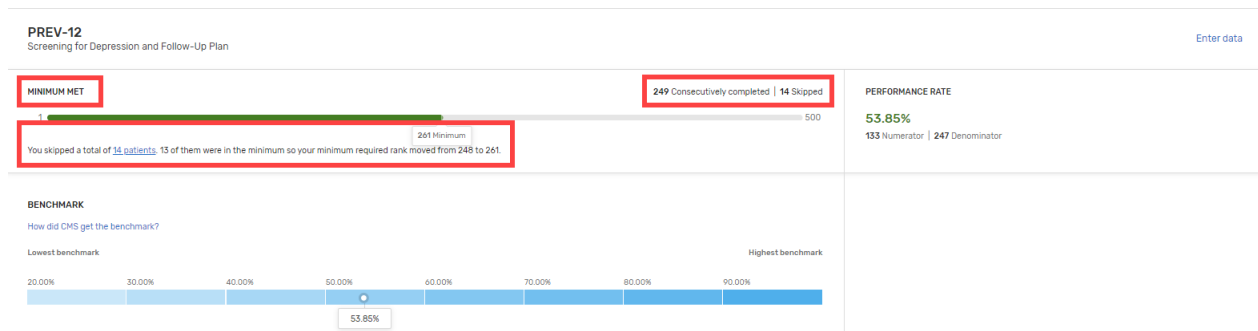 PREV-12
Screening for Depression and Follow-Up Plan
Enter data
MINIMUM MET
249 Consecutively completed | 14 Skipped
1
500
261 Minimum
You skipped a total of 14 patients. 13 of them were in the minimum so your minimum required rank moved from 248 to 261.
PERFORMANCE RATE
53.85%
133 Numerator | 247 Denominator
BENCHMARK
How did CMS get the benchmark?
Lowest benchmark
Highest benchmark
20.00% 30.00% 40.00% 50.00% 60.00% 70.00% 80.00% 90.00%
53.85%